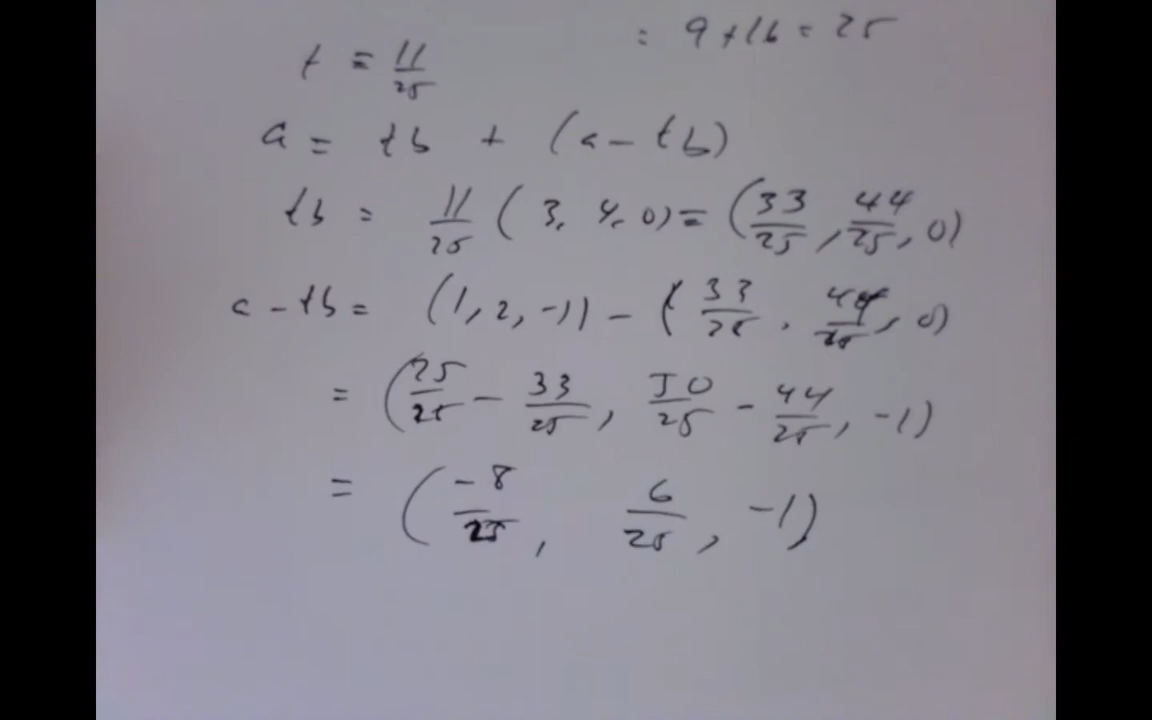 = 9 + 16 = 25
t = 11/25
a = tb + (a - tb)
tb = 11/25 (3, 4, 0) = (33/25, 44/25, 0)
a - tb = (1, 2, -1) - (33/25, 44/25, 0)
= (25/25 - 33/25, 50/25 - 44/25, -1)
= (-8/25, 6/25, -1)